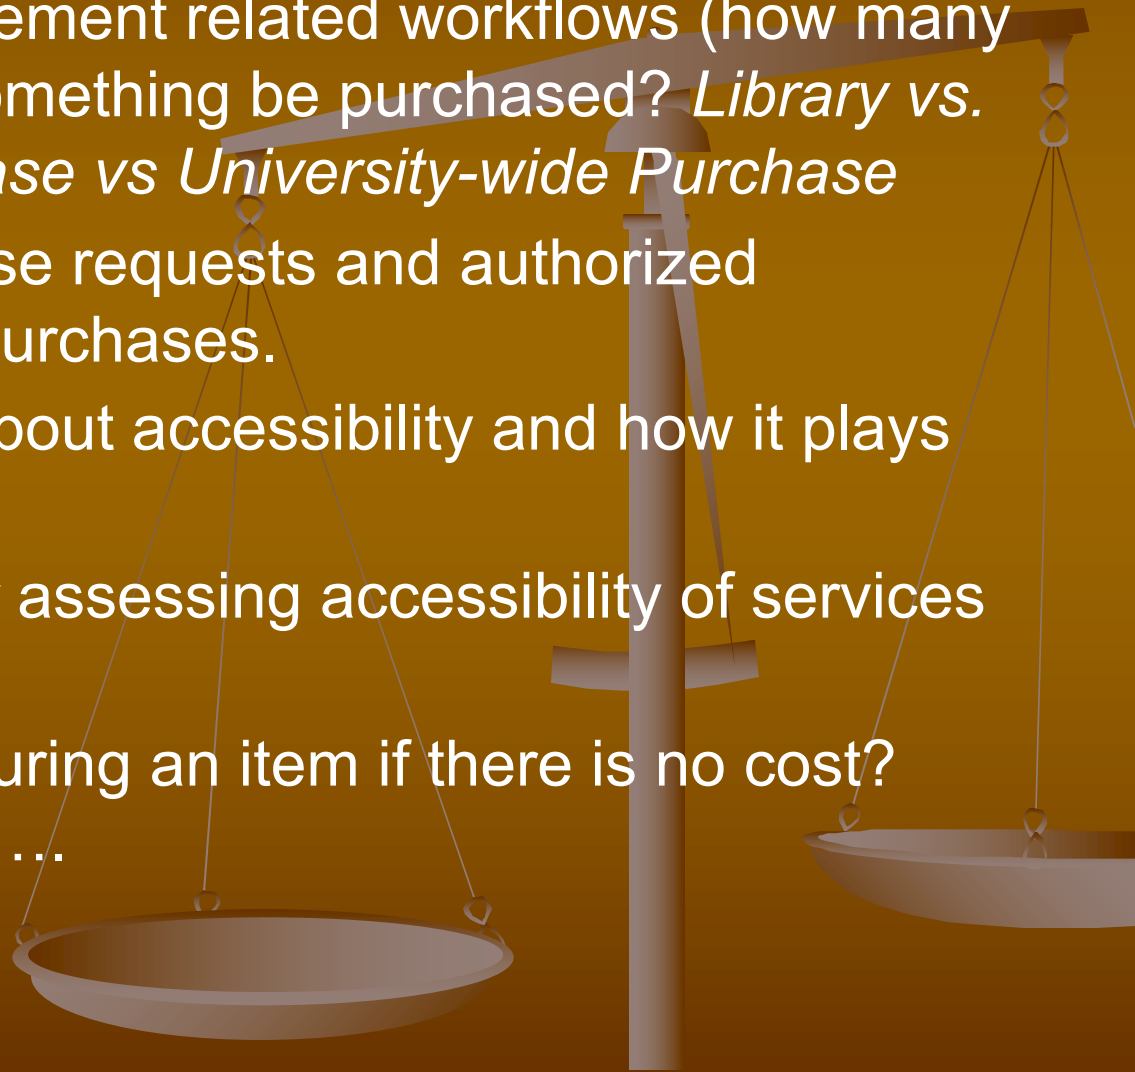 ement related workflows (how many
omething be purchased? Library vs.
ase vs University-wide Purchase
se requests and authorized
urchases.
bout accessibility and how it plays
assessing accessibility of services
uring an item if there is no cost?
...